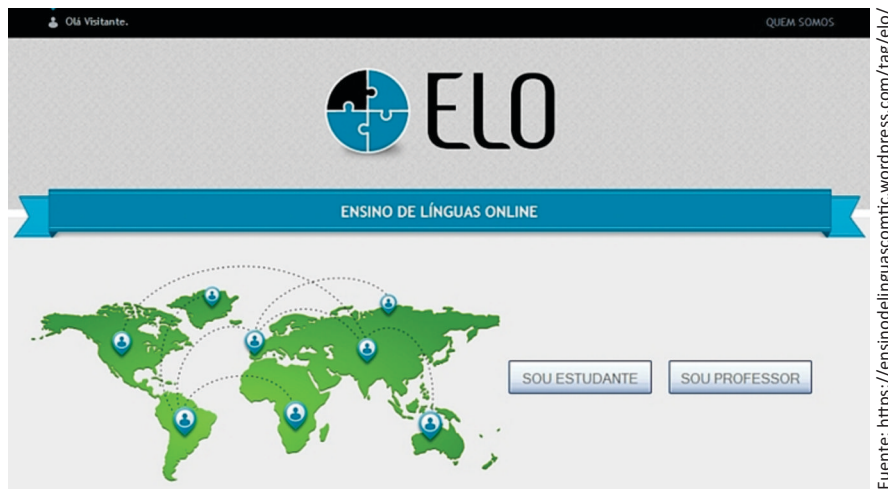 Olá Visitante.
QUEM SOMOS
ELO
ENSINO DE LÍNGUAS ONLINE
SOU ESTUDANTE
SOU PROFESSOR
Fuente: https://ensinodelinguascomtic.wordpress.com/tag/elo/